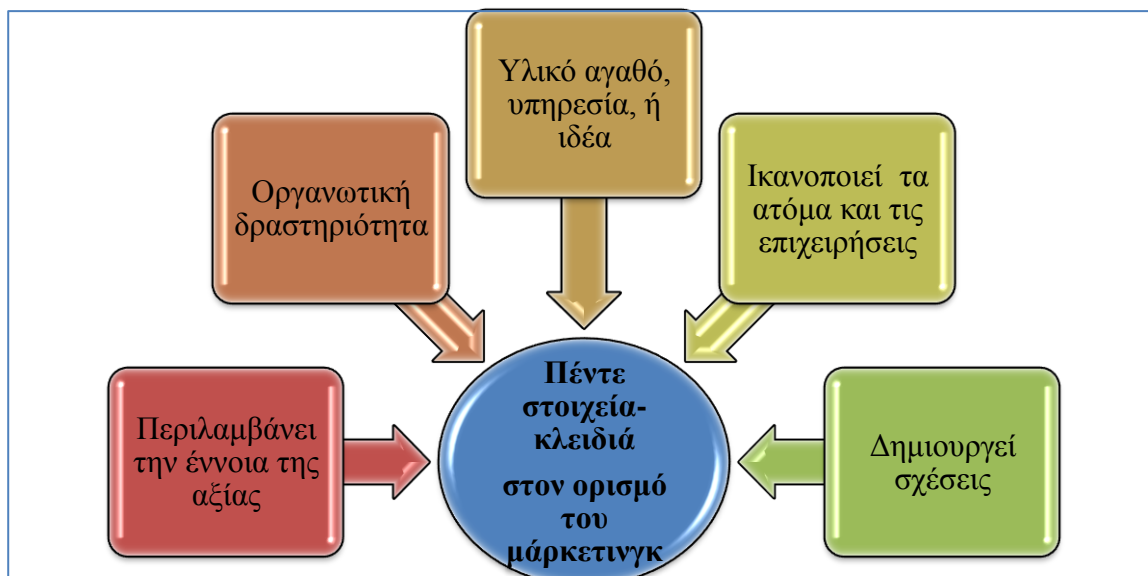 Υλικό αγαθό,
υπηρεσία, ή
ιδέα
Οργανωτική
δραστηριότητα
Ικανοποιεί τα
ατόμα και τις
επιχειρήσεις
Περιλαμβάνει
την έννοια της
αξίας
Πέντε
στοιχεία-
κλειδιά
στον ορισμό
του
μάρκετινγκ
Δημιουργεί
σχέσεις